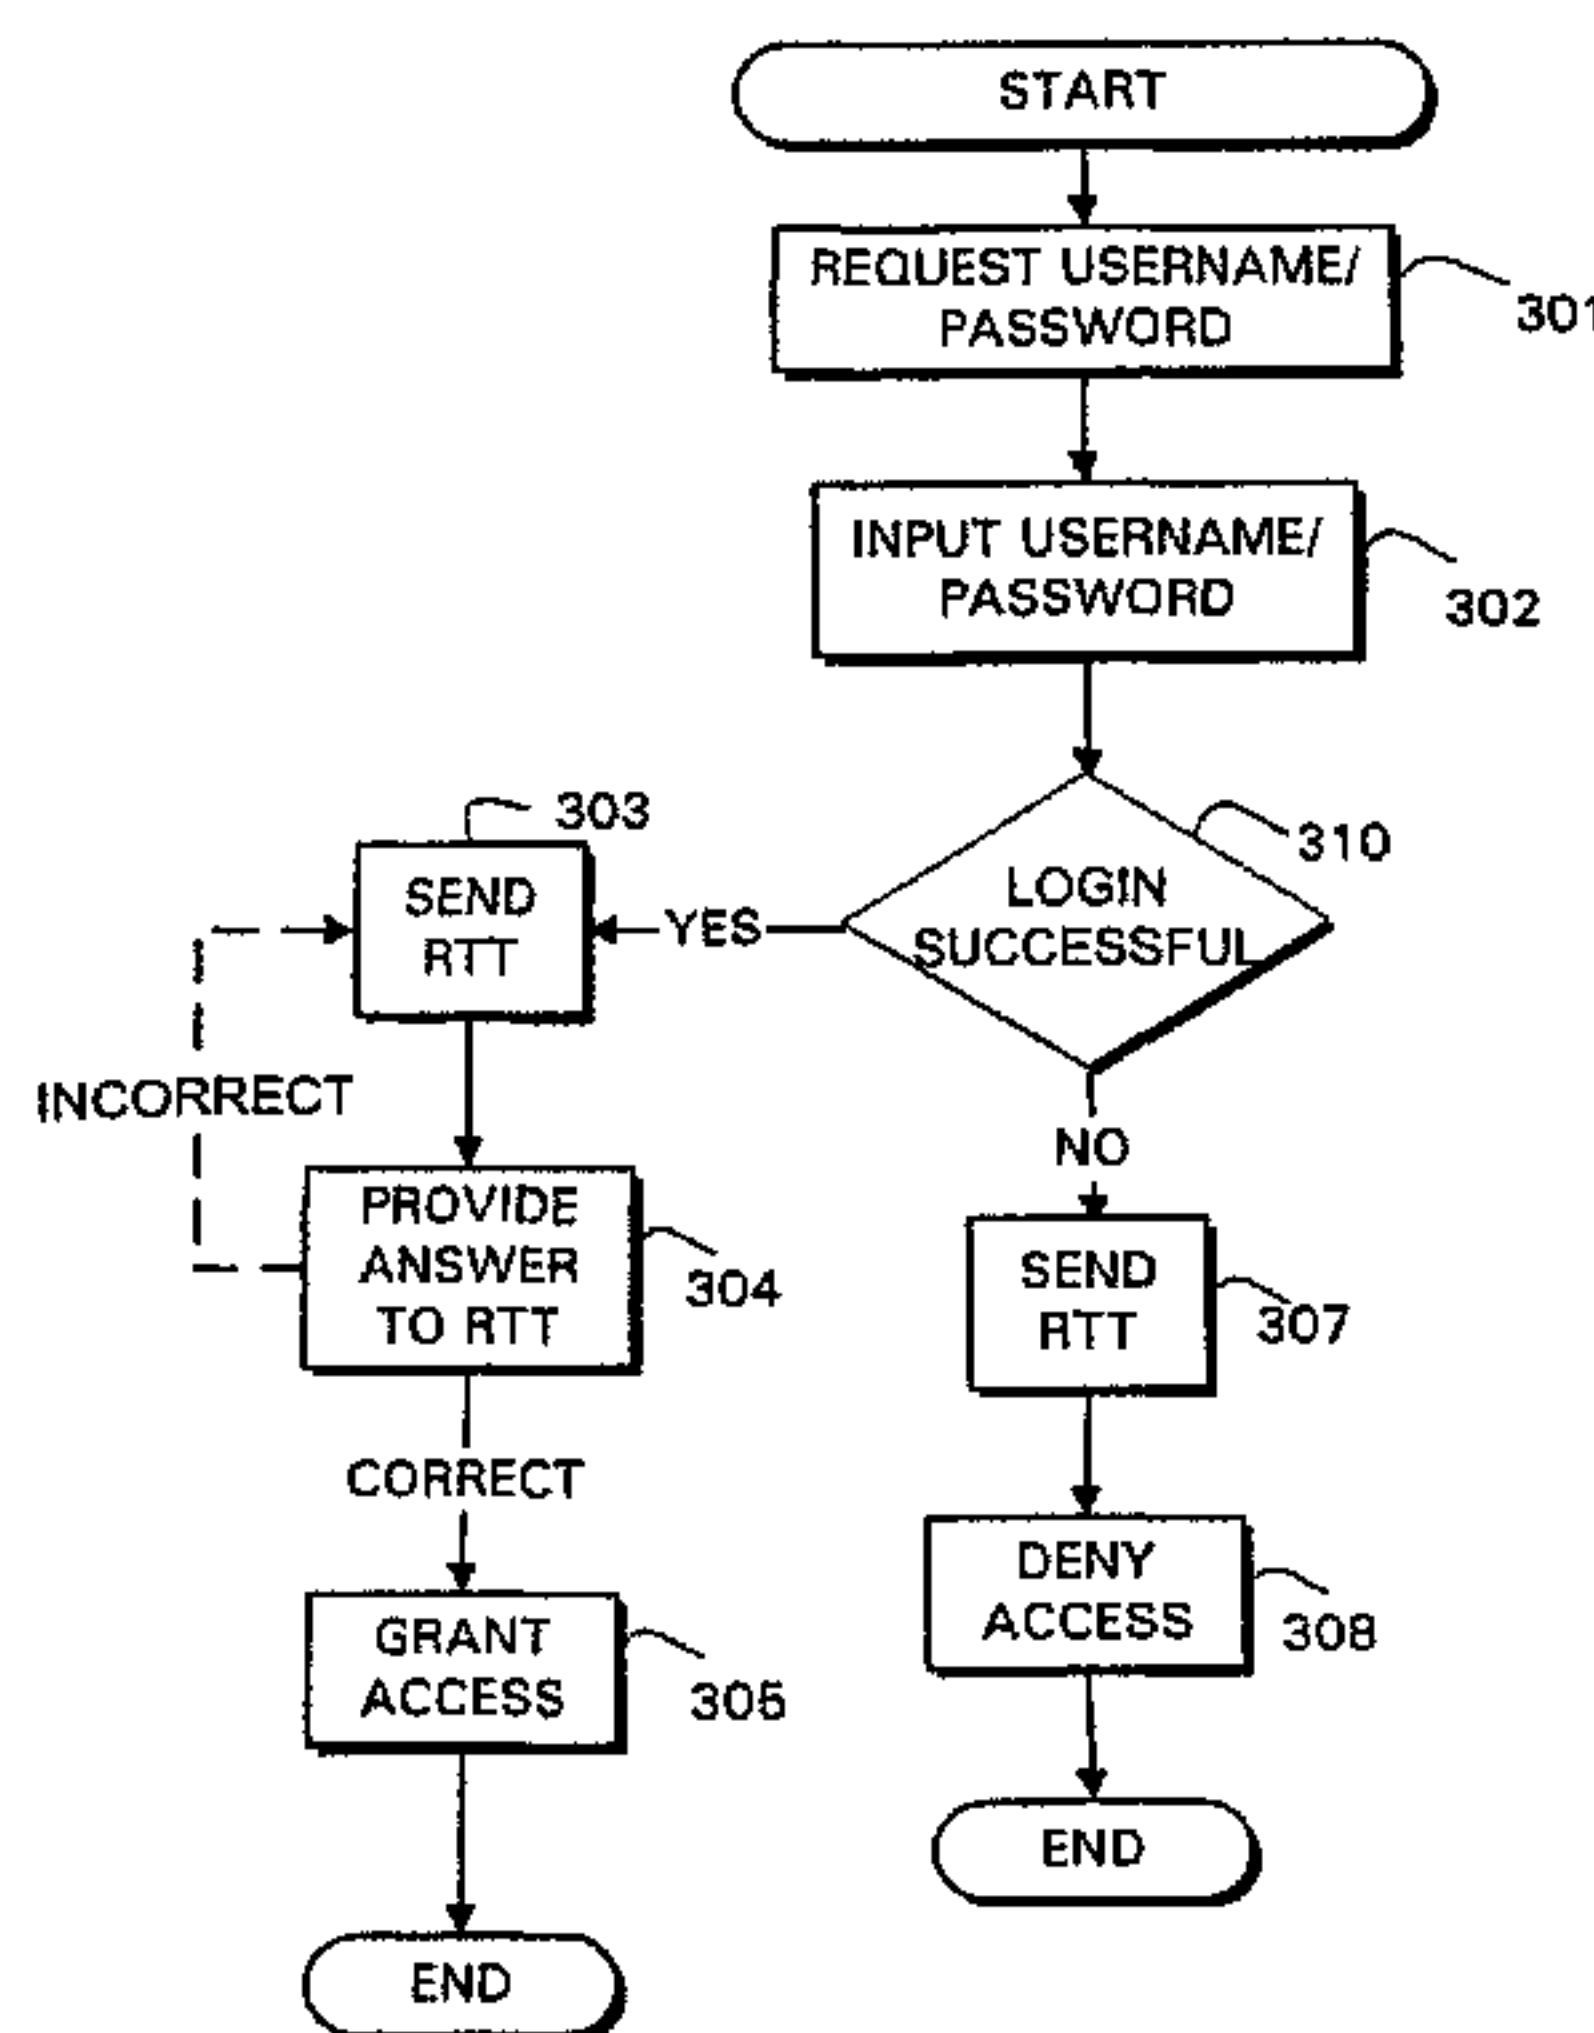 START
REQUEST USERNAME/
PASSWORD
301
INPUT USERNAME/
PASSWORD
302
303
SEND
RTT
YES
310
LOGIN
SUCCESSFUL
INCORRECT
NO
PROVIDE
ANSWER
TO RTT
304
SEND
RTT
307
CORRECT
DENY
ACCESS
308
GRANT
ACCESS
305
END
END